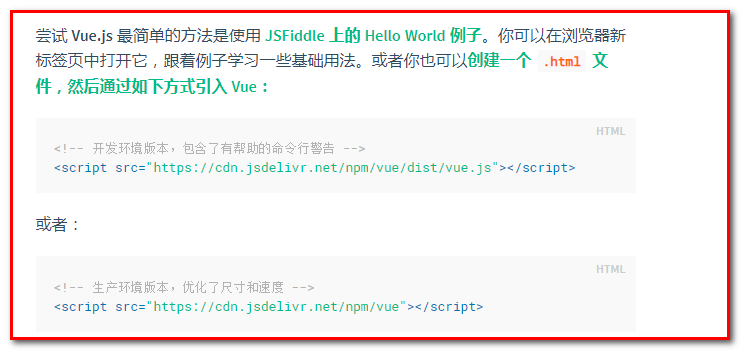 尝试 Vue.js 最简单的方法是使用 JSFiddle 上的 Hello World 例子。你可以在浏览器新
标签页中打开它，跟着例子学习一些基础用法。或者你也可以创建一个 .html 文
件，然后通过如下方式引入 Vue：
HTML
<!-- 开发环境版本，包含了有帮助的命令行警告 -->
<script src="https://cdn.jsdelivr.net/npm/vue/dist/vue.js"></script>
或者：
HTML
<!-- 生产环境版本，优化了尺寸和速度 -->
<script src="https://cdn.jsdelivr.net/npm/vue"></script>